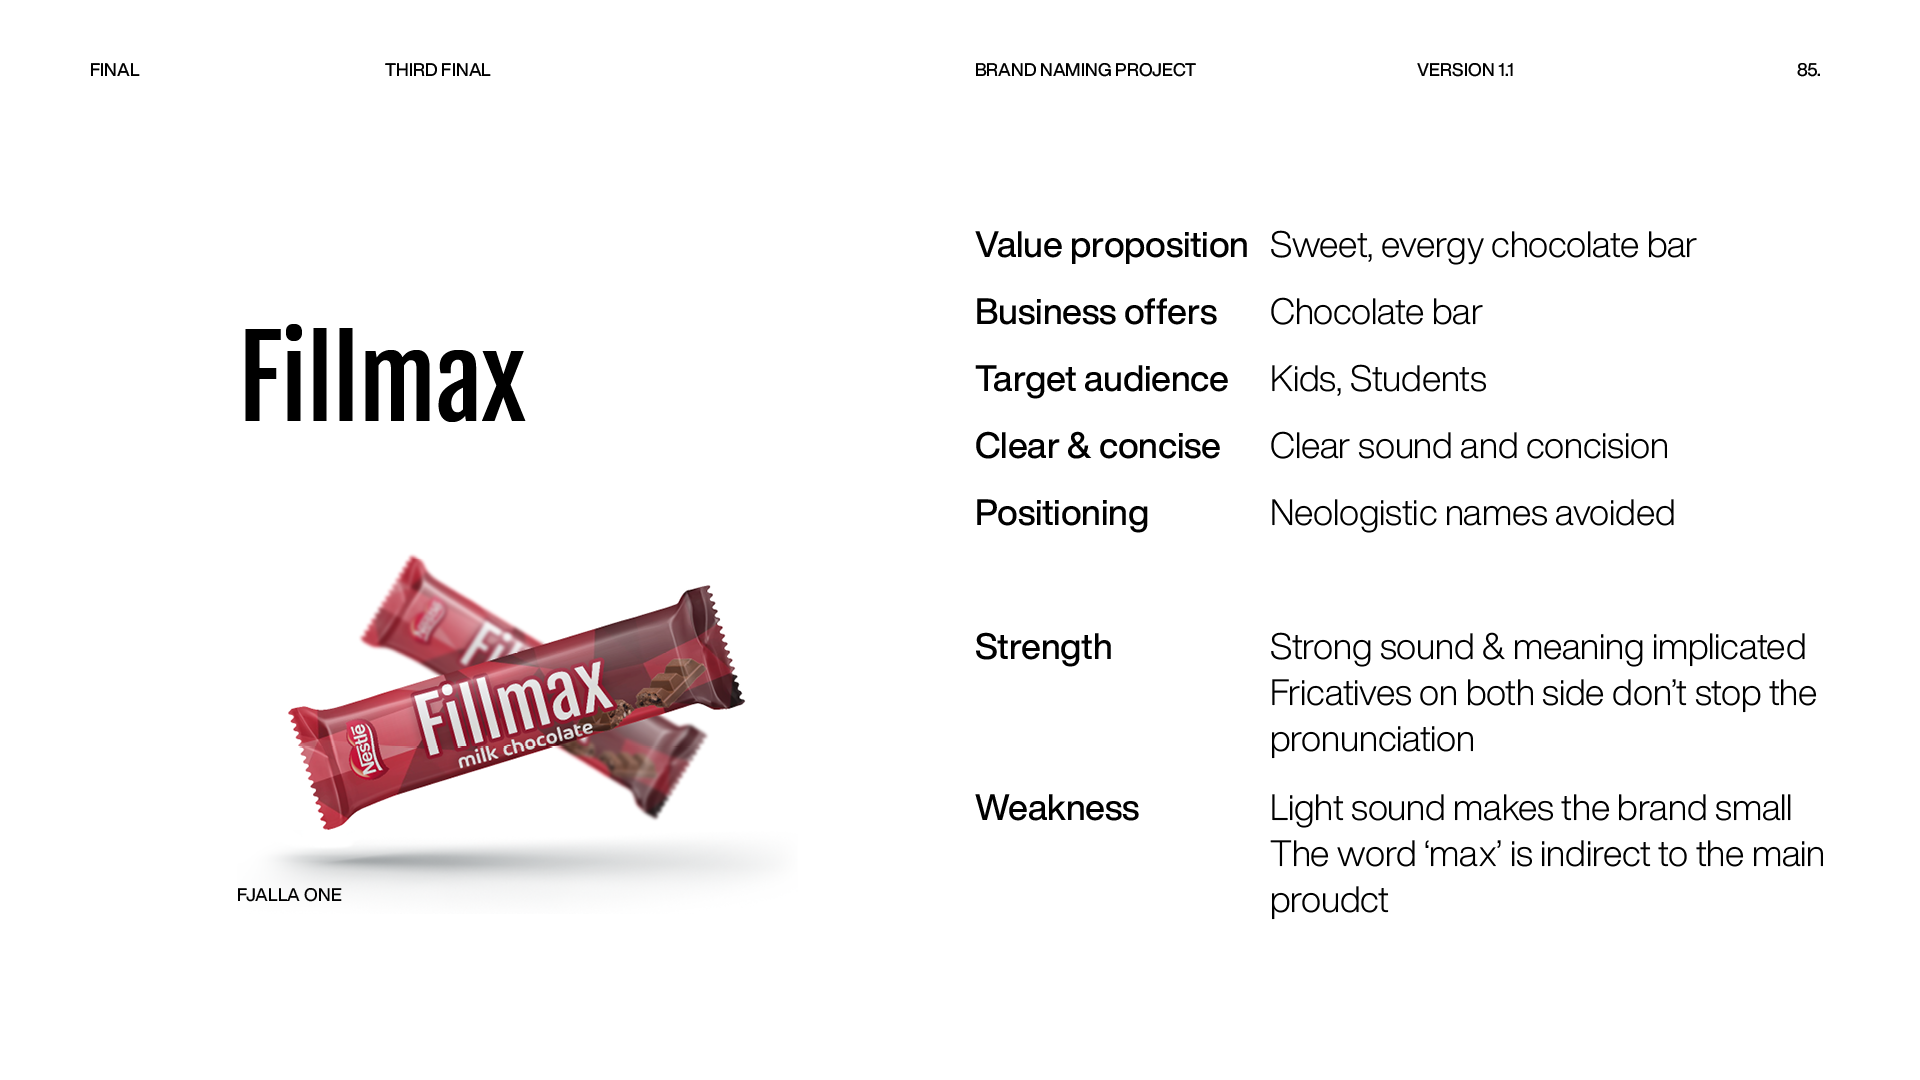 FINAL
THIRD FINAL
BRAND NAMING PROJECT
VERSION 1.1
85.
Fillmax
Nestlé
Fil
Nestlé
Fillmax
milk chocolate
FJALLA ONE
Value proposition Sweet, evergy chocolate bar
Business offers Chocolate bar
Target audience Kids, Students
Clear & concise Clear sound and concision
Positioning Neologistic names avoided
Strength Strong sound & meaning implicated
Fricatives on both side don’t stop the
pronunciation
Weakness Light sound makes the brand small
The word ‘max’ is indirect to the main
proudct